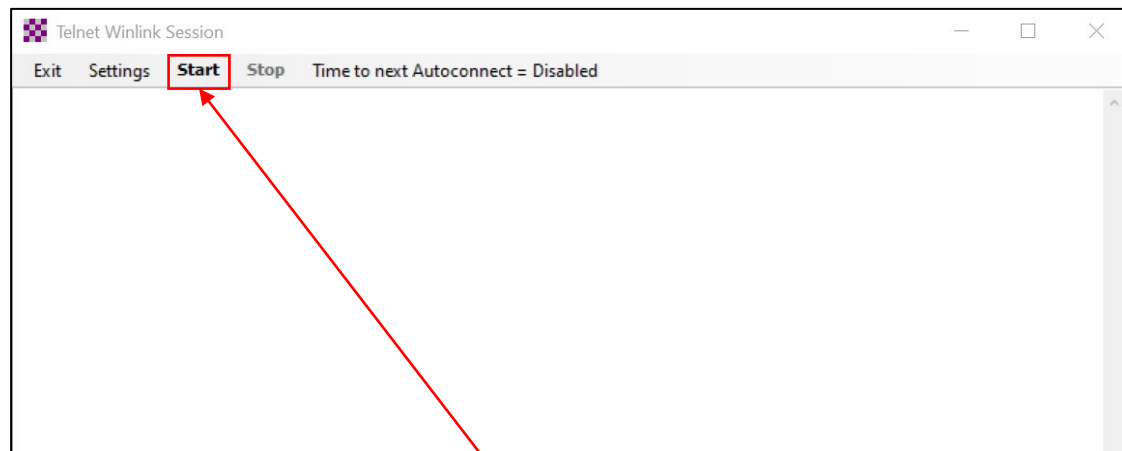 Telnet Winlink Session
Exit Settings Start Stop Time to next Autoconnect = Disabled